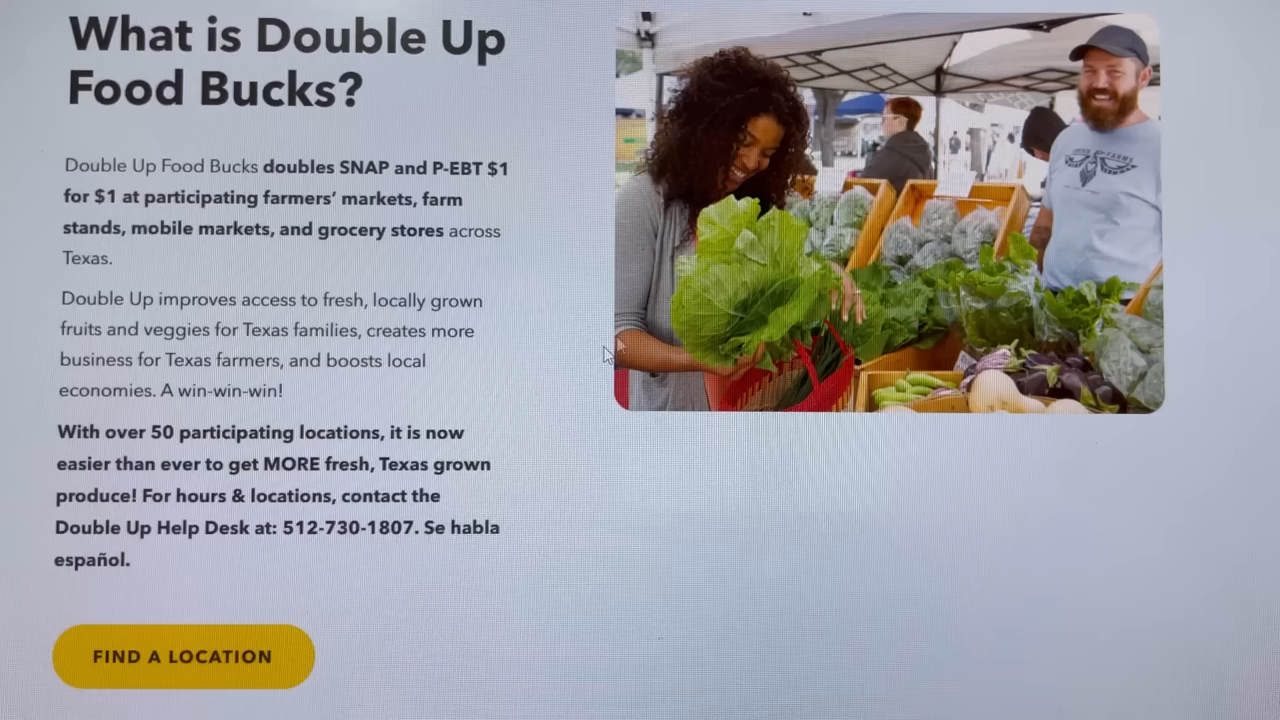 What is Double Up
Food Bucks?
Double Up Food Bucks doubles SNAP and P-EBT $1
for $1 at participating farmers’ markets, farm
stands, mobile markets, and grocery stores across
Texas.
Double Up improves access to fresh, locally grown
fruits and veggies for Texas families, creates more
business for Texas farmers, and boosts local
economies. A win-win-win!
With over 50 participating locations, it is now
easier than ever to get MORE fresh, Texas grown
produce! For hours & locations, contact the
Double Up Help Desk at: 512-730-1807. Se habla
español.
FIND A LOCATION